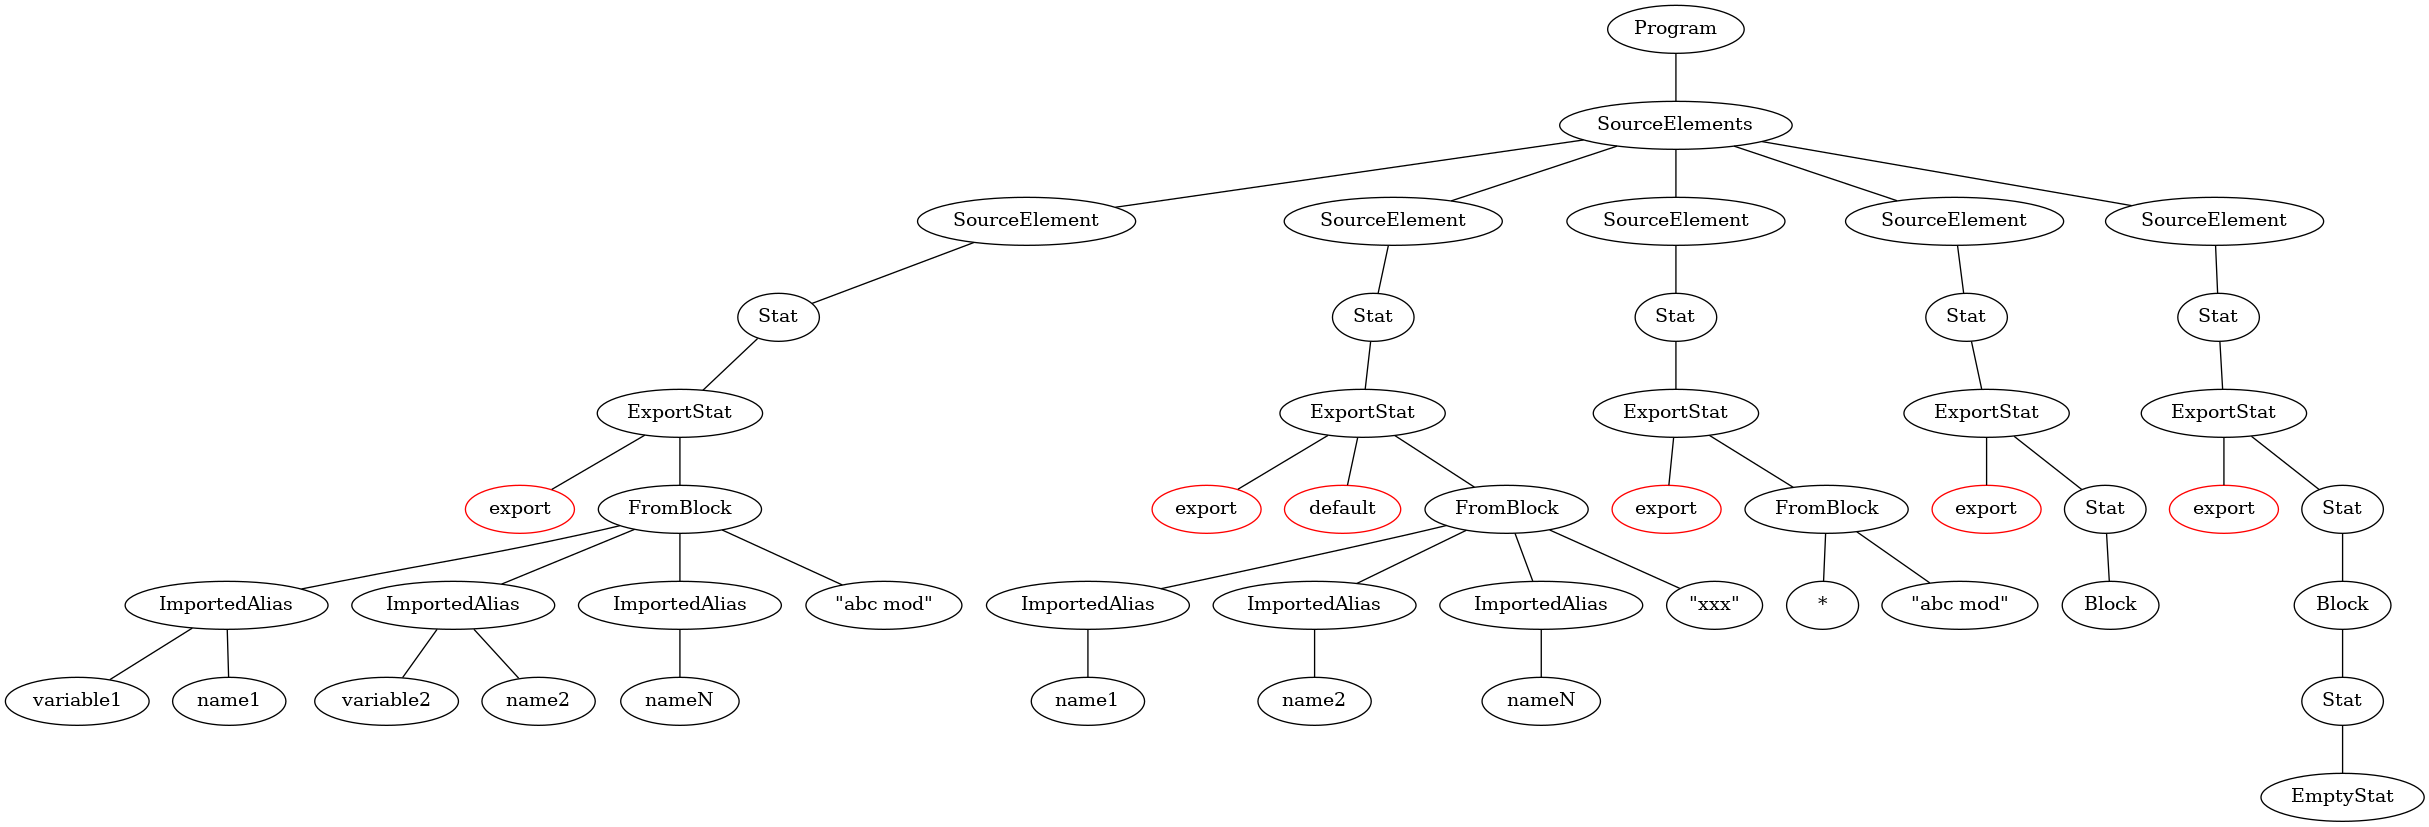 Program
SourceElements
SourceElement SourceElement SourceElement SourceElement SourceElement
Stat Stat Stat Stat Stat
ExportStat ExportStat ExportStat ExportStat ExportStat
export FromBlock export default FromBlock export FromBlock export Stat export Stat
ImportedAlias ImportedAlias ImportedAlias "abc mod" ImportedAlias ImportedAlias ImportedAlias "xxx" * "abc mod" Block Block
variable1 name1 variable2 name2 nameN name1 name2 nameN Stat
EmptyStat